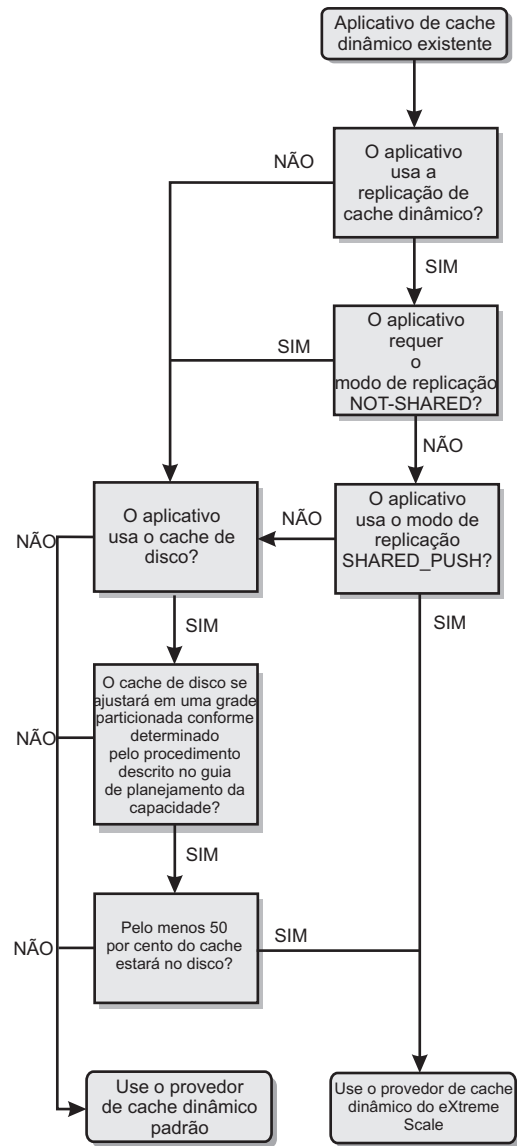 Aplicativo de cache
dinâmico existente
NÃO
O aplicativo
usa a
replicação de
cache dinâmico?
SIM
SIM
O aplicativo
requer
o
modo de replicação
NOT-SHARED?
NÃO
NÃO
O aplicativo
usa o cache de
disco?
NÃO
O aplicativo
usa o modo de
replicação
SHARED_PUSH?
SIM
SIM
NÃO
O cache de disco se
ajustará em uma grade
particionada conforme
determinado
pelo procedimento
descrito no guia
de planejamento da
capacidade?
SIM
NÃO
Pelo menos 50
por cento do cache
estará no disco?
SIM
Use o provedor
de cache dinâmico
padrão
Use o provedor de cache
dinâmico do eXtreme
Scale